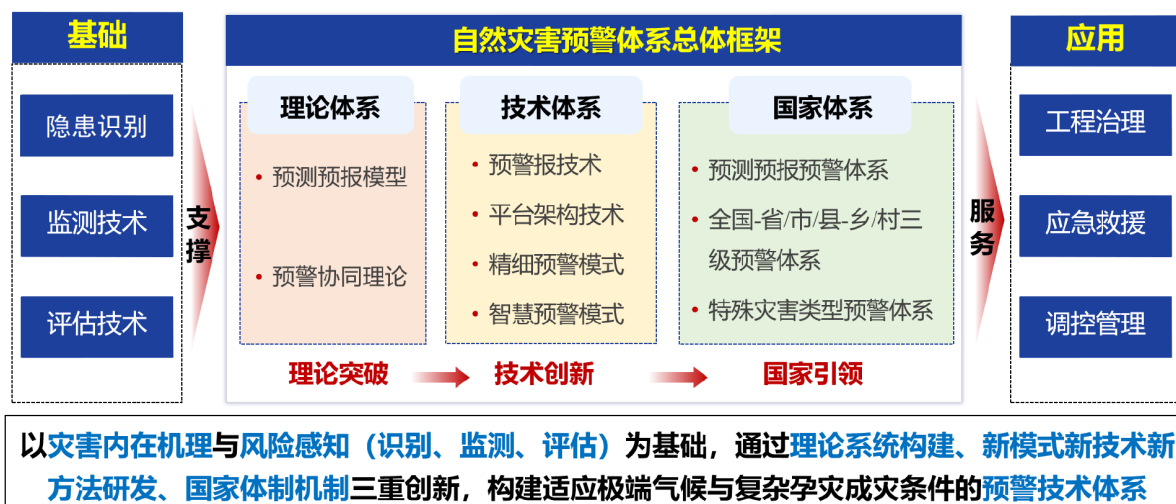 基础
隐患识别
监测技术
评估技术
支
撑
自然灾害预警体系总体框架
理论体系
• 预测预报模型
• 预警协同理论
技术体系
• 预警报技术
• 平台架构技术
• 精细预警模式
• 智慧预警模式
国家体系
• 预测预报预警体系
• 全国-省/市/县-乡/村三
级预警体系
• 特殊灾害类型预警体系
理论突破
技术创新
国家引领
服
务
应用
工程治理
应急救援
调控管理
以灾害内在机理与风险感知（识别、监测、评估）为基础，通过理论系统构建、新模式新技术新
方法研发、国家体制机制三重创新，构建适应极端气候与复杂孕灾成灾条件的预警技术体系